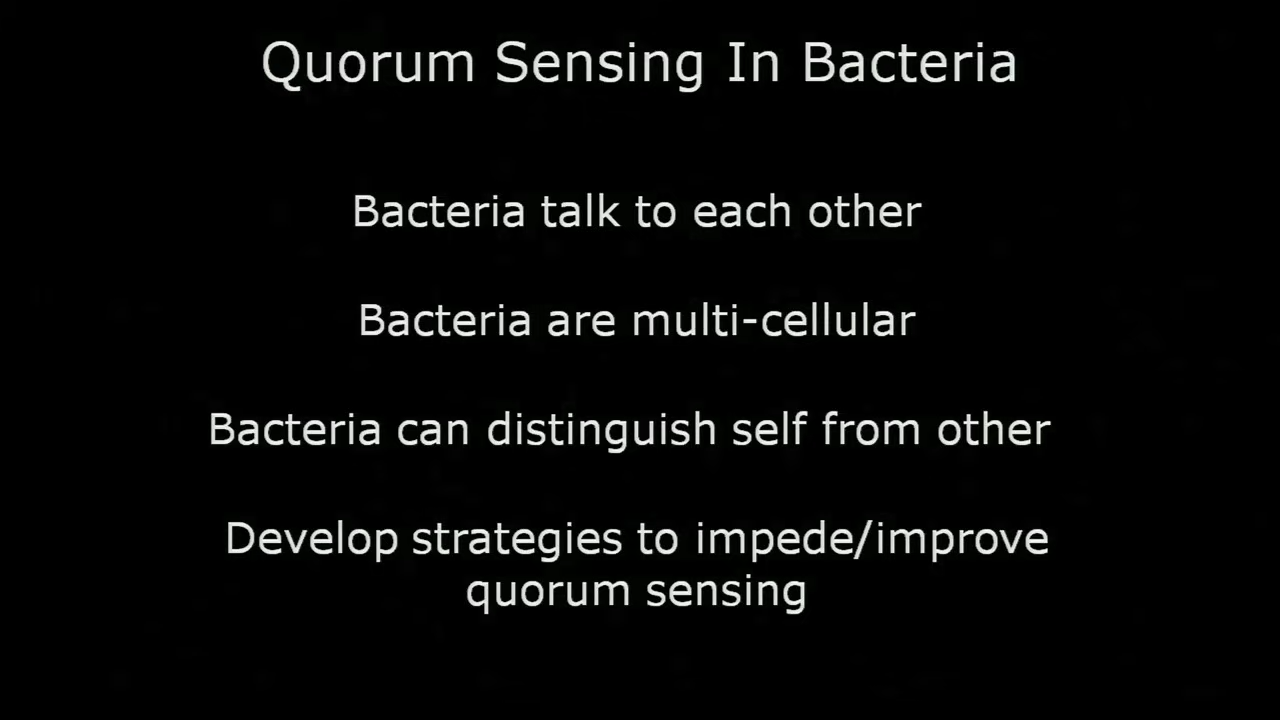 Quorum Sensing In Bacteria
Bacteria talk to each other
Bacteria are multi-cellular
Bacteria can distinguish self from other
Develop strategies to impede/improve
quorum sensing